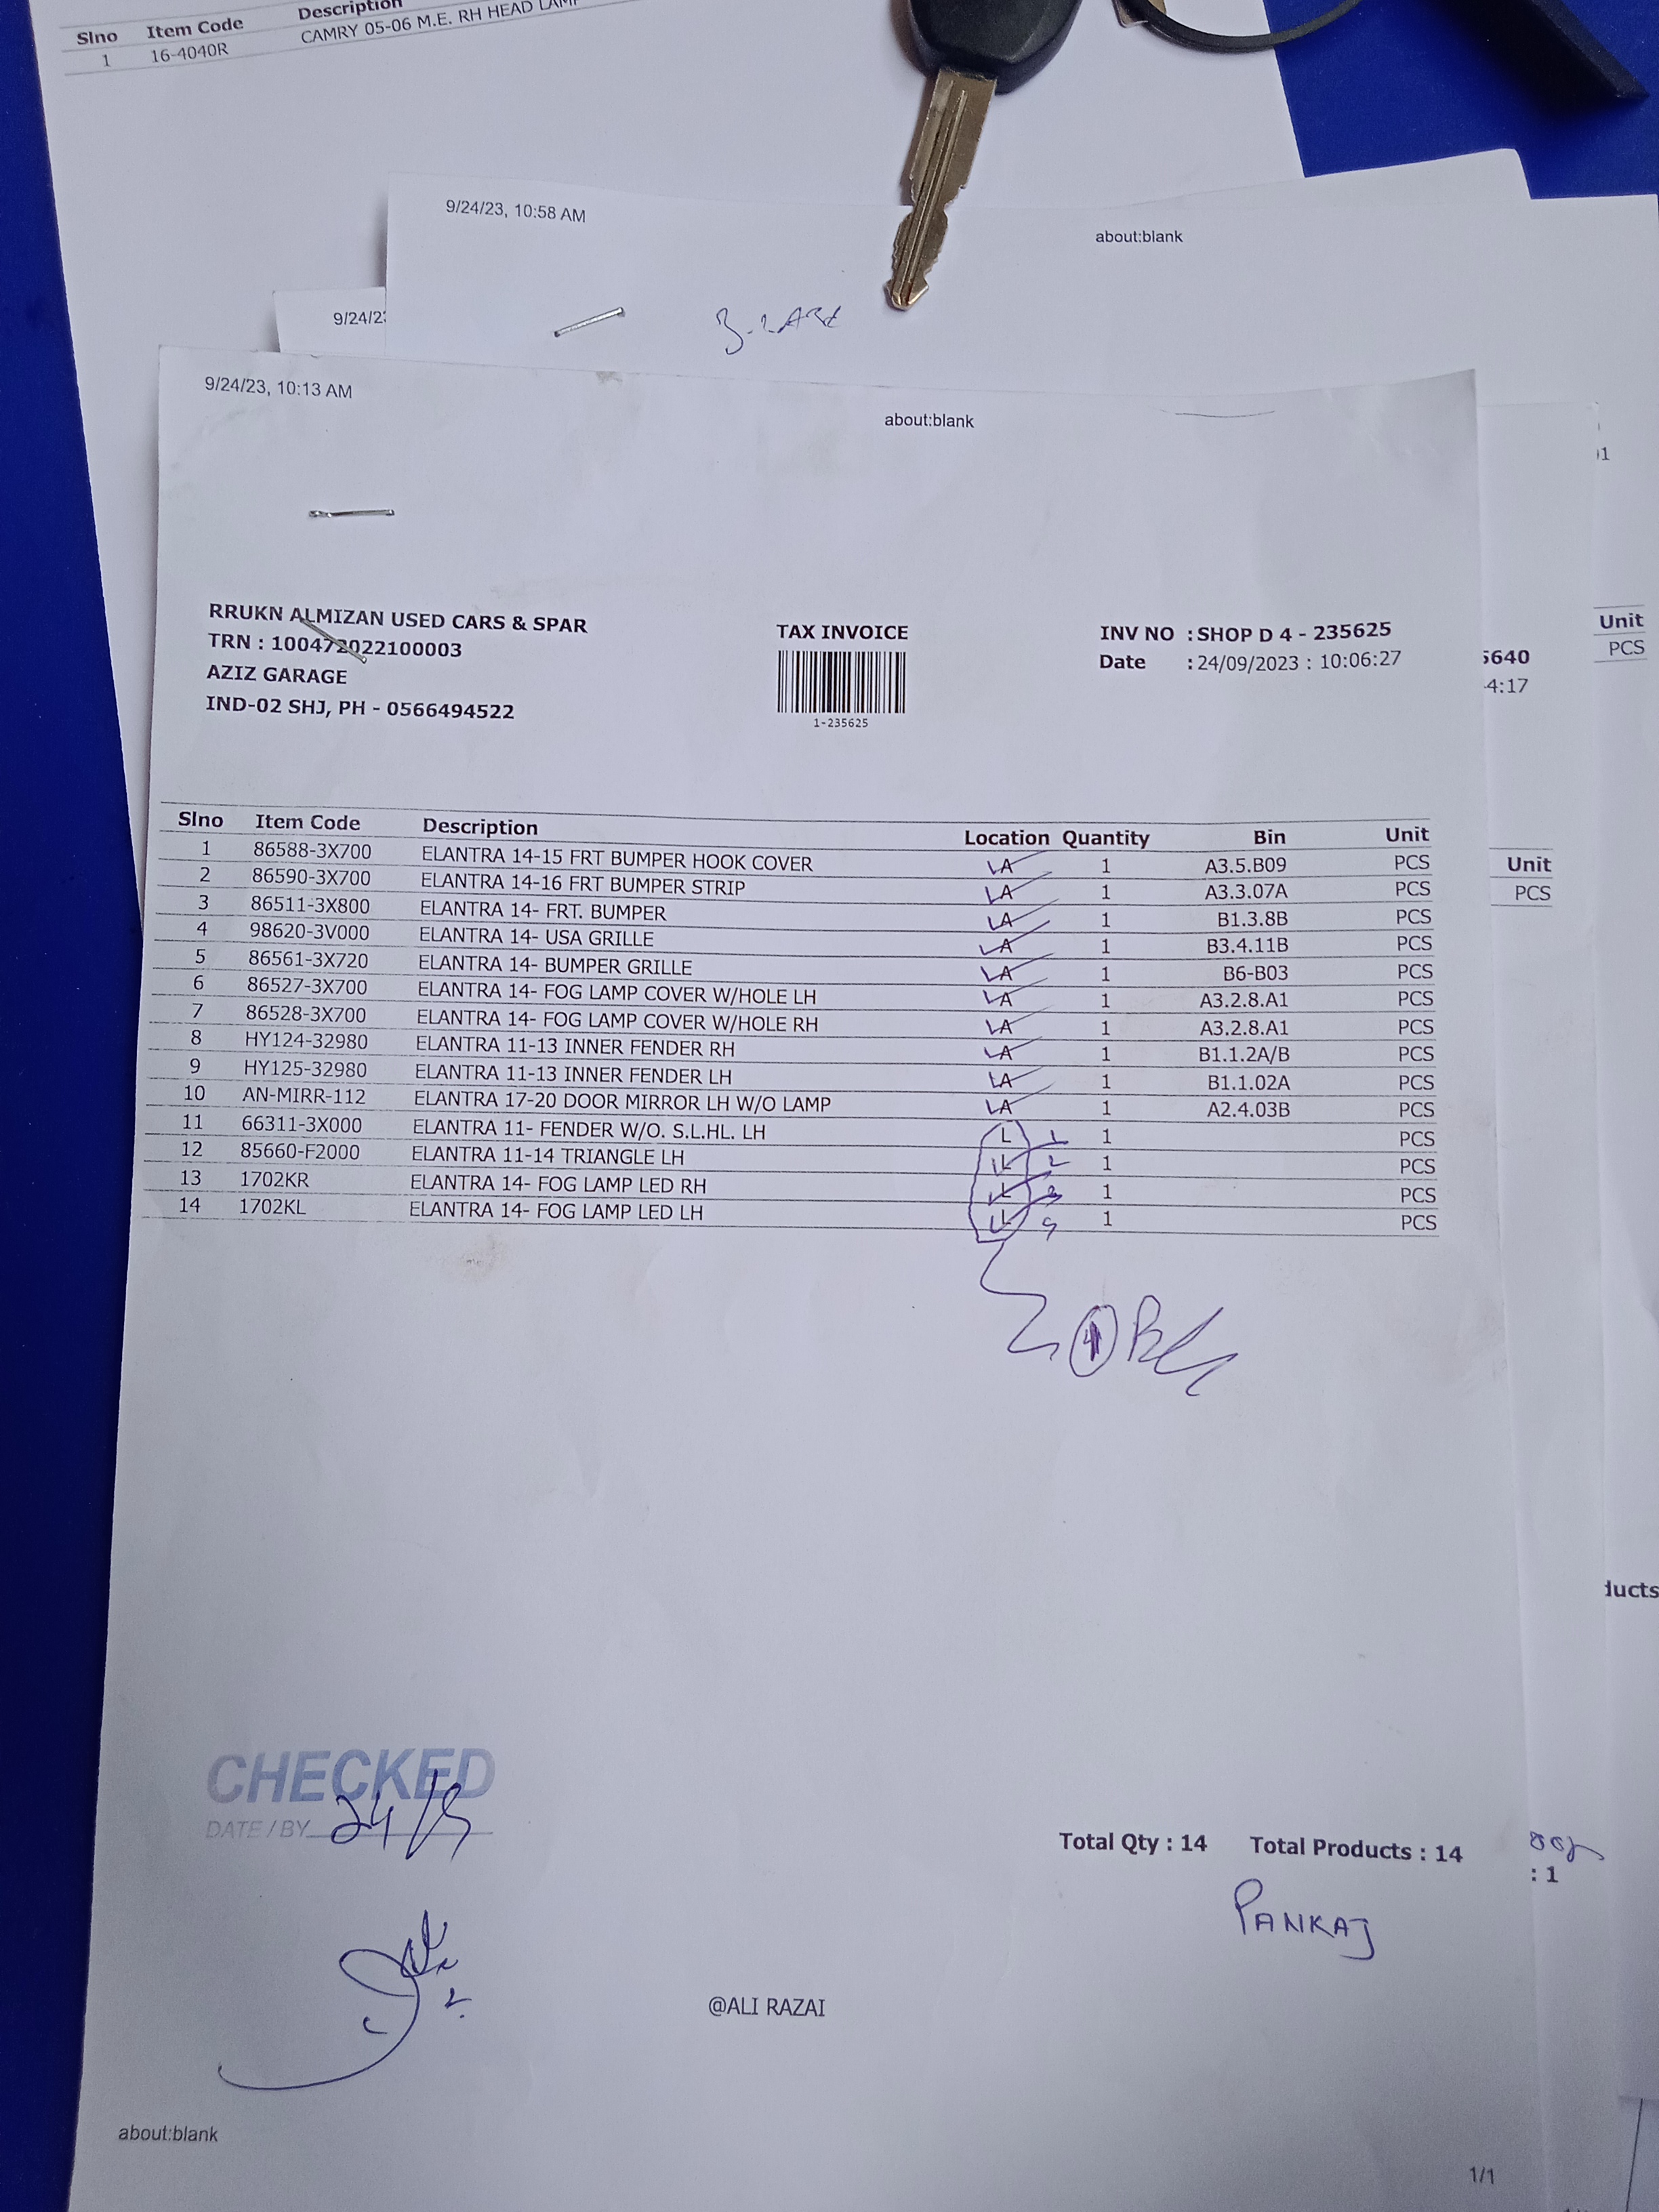 Slno Item Code Description
1 16-4040R CAMRY 05-06 M.E. RH HEAD LAMP
9/24/23, 10:58 AM about:blank
9/24/23, 10:13 AM about:blank
RRUKN ALMIZAN USED CARS & SPAR
TRN : 100472022100003
AZIZ GARAGE
IND-02 SHJ, PH - 0566494522
TAX INVOICE
1-235625
INV NO : SHOP D 4 - 235625
Date : 24/09/2023 : 10:06:27
5640
4:17
Unit
PCS
Slno Item Code Description Location Quantity Bin Unit
1 86588-3X700 ELANTRA 14-15 FRT BUMPER HOOK COVER LA 1 A3.5.B09 PCS
2 86590-3X700 ELANTRA 14-16 FRT BUMPER STRIP LA 1 A3.3.07A PCS
3 86511-3X800 ELANTRA 14- FRT. BUMPER LA 1 B1.3.8B PCS
4 98620-3V000 ELANTRA 14- USA GRILLE LA 1 B3.4.11B PCS
5 86561-3X720 ELANTRA 14- BUMPER GRILLE LA 1 B6-B03 PCS
6 86527-3X700 ELANTRA 14- FOG LAMP COVER W/HOLE LH LA 1 A3.2.8.A1 PCS
7 86528-3X700 ELANTRA 14- FOG LAMP COVER W/HOLE RH LA 1 A3.2.8.A1 PCS
8 HY124-32980 ELANTRA 11-13 INNER FENDER RH LA 1 B1.1.2A/B PCS
9 HY125-32980 ELANTRA 11-13 INNER FENDER LH LA 1 B1.1.02A PCS
10 AN-MIRR-112 ELANTRA 17-20 DOOR MIRROR LH W/O LAMP LA 1 A2.4.03B PCS
11 66311-3X000 ELANTRA 11- FENDER W/O. S.L.HL. LH L 1 1 PCS
12 85660-F2000 ELANTRA 11-14 TRIANGLE LH L 2 1 PCS
13 1702KR ELANTRA 14- FOG LAMP LED RH L 3 1 PCS
14 1702KL ELANTRA 14- FOG LAMP LED LH L 1 PCS
Unit
PCS
ducts
CHECKED
DATE/BY 24/9
Total Qty : 14 Total Products : 14
: 1
PANKAJ
@ALI RAZAI
about:blank
1/1